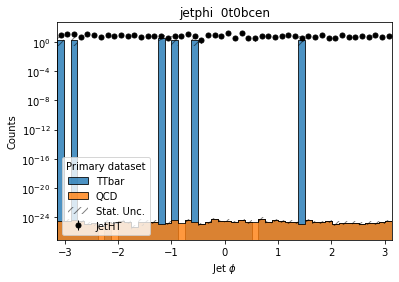 jetphi 0t0bcen
Counts
10^0
10^-4
10^-8
10^-12
10^-16
10^-20
10^-24
Primary dataset
TTbar
QCD
Stat. Unc.
JetHT
−3 −2 −1 0 1 2 3
Jet ϕ